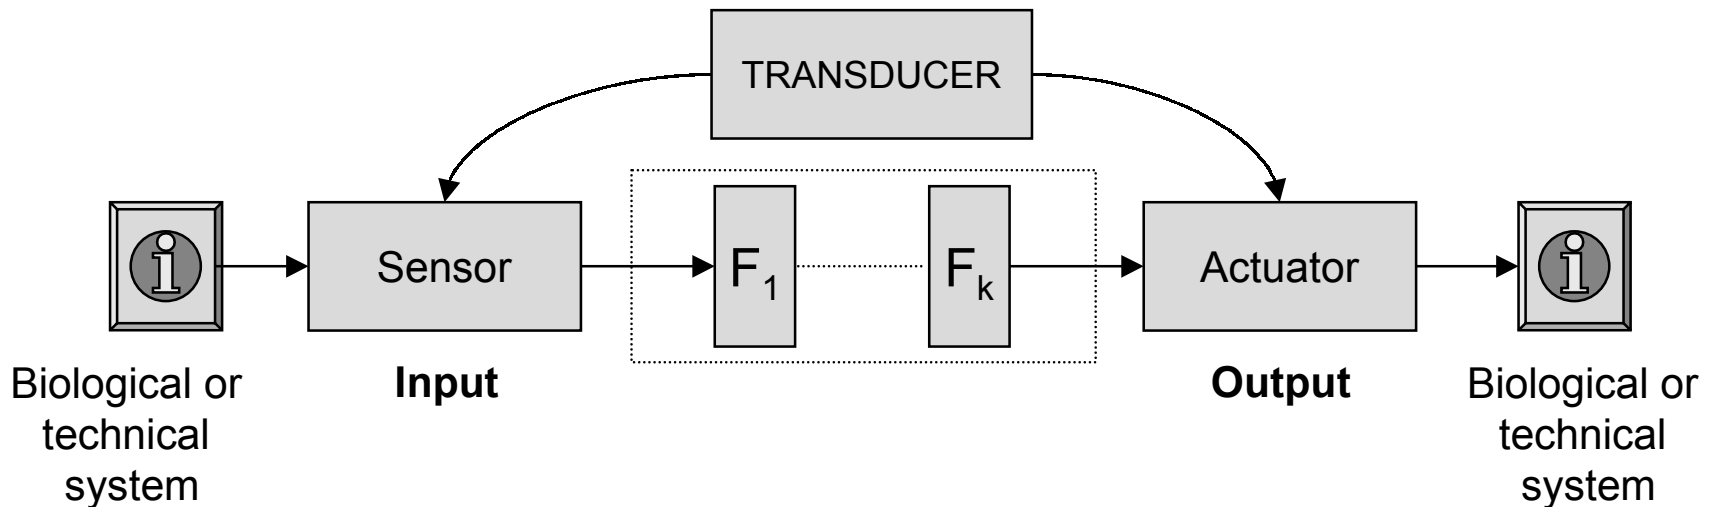 TRANSDUCER
i
Sensor
F1
Fk
Actuator
i
Input
Output
Biological or
technical
system
Biological or
technical
system